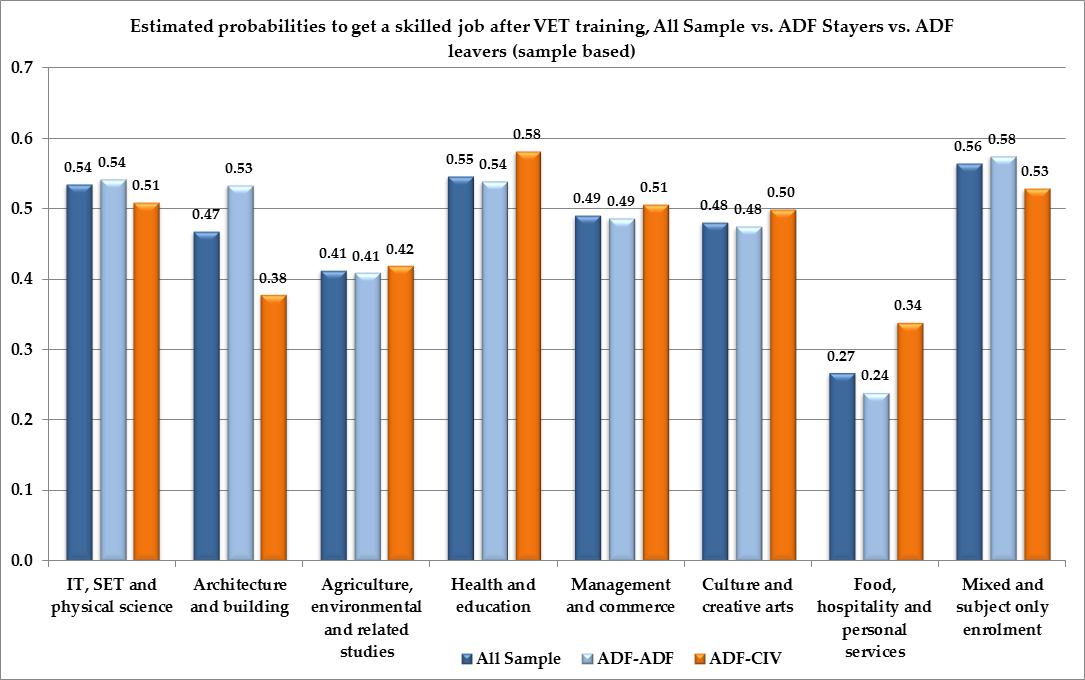 Estimated probabilities to get a skilled job after VET training, All Sample vs. ADF Stayers vs. ADF
leavers (sample based)
0.7
0.6
0.5
0.4
0.3
0.2
0.1
0.0
0.54 0.54 0.51
0.47 0.53 0.38
0.41 0.41 0.42
0.55 0.54 0.58
0.49 0.49 0.51
0.48 0.48 0.50
0.27 0.24 0.34
0.56 0.58 0.53
IT, SET and
physical science
Architecture
and building
Agriculture,
environmental
and related
studies
Health and
education
Management
and commerce
Culture and
creative arts
Food,
hospitality and
personal
services
Mixed and
subject only
enrolment
All Sample ADF-ADF ADF-CIV